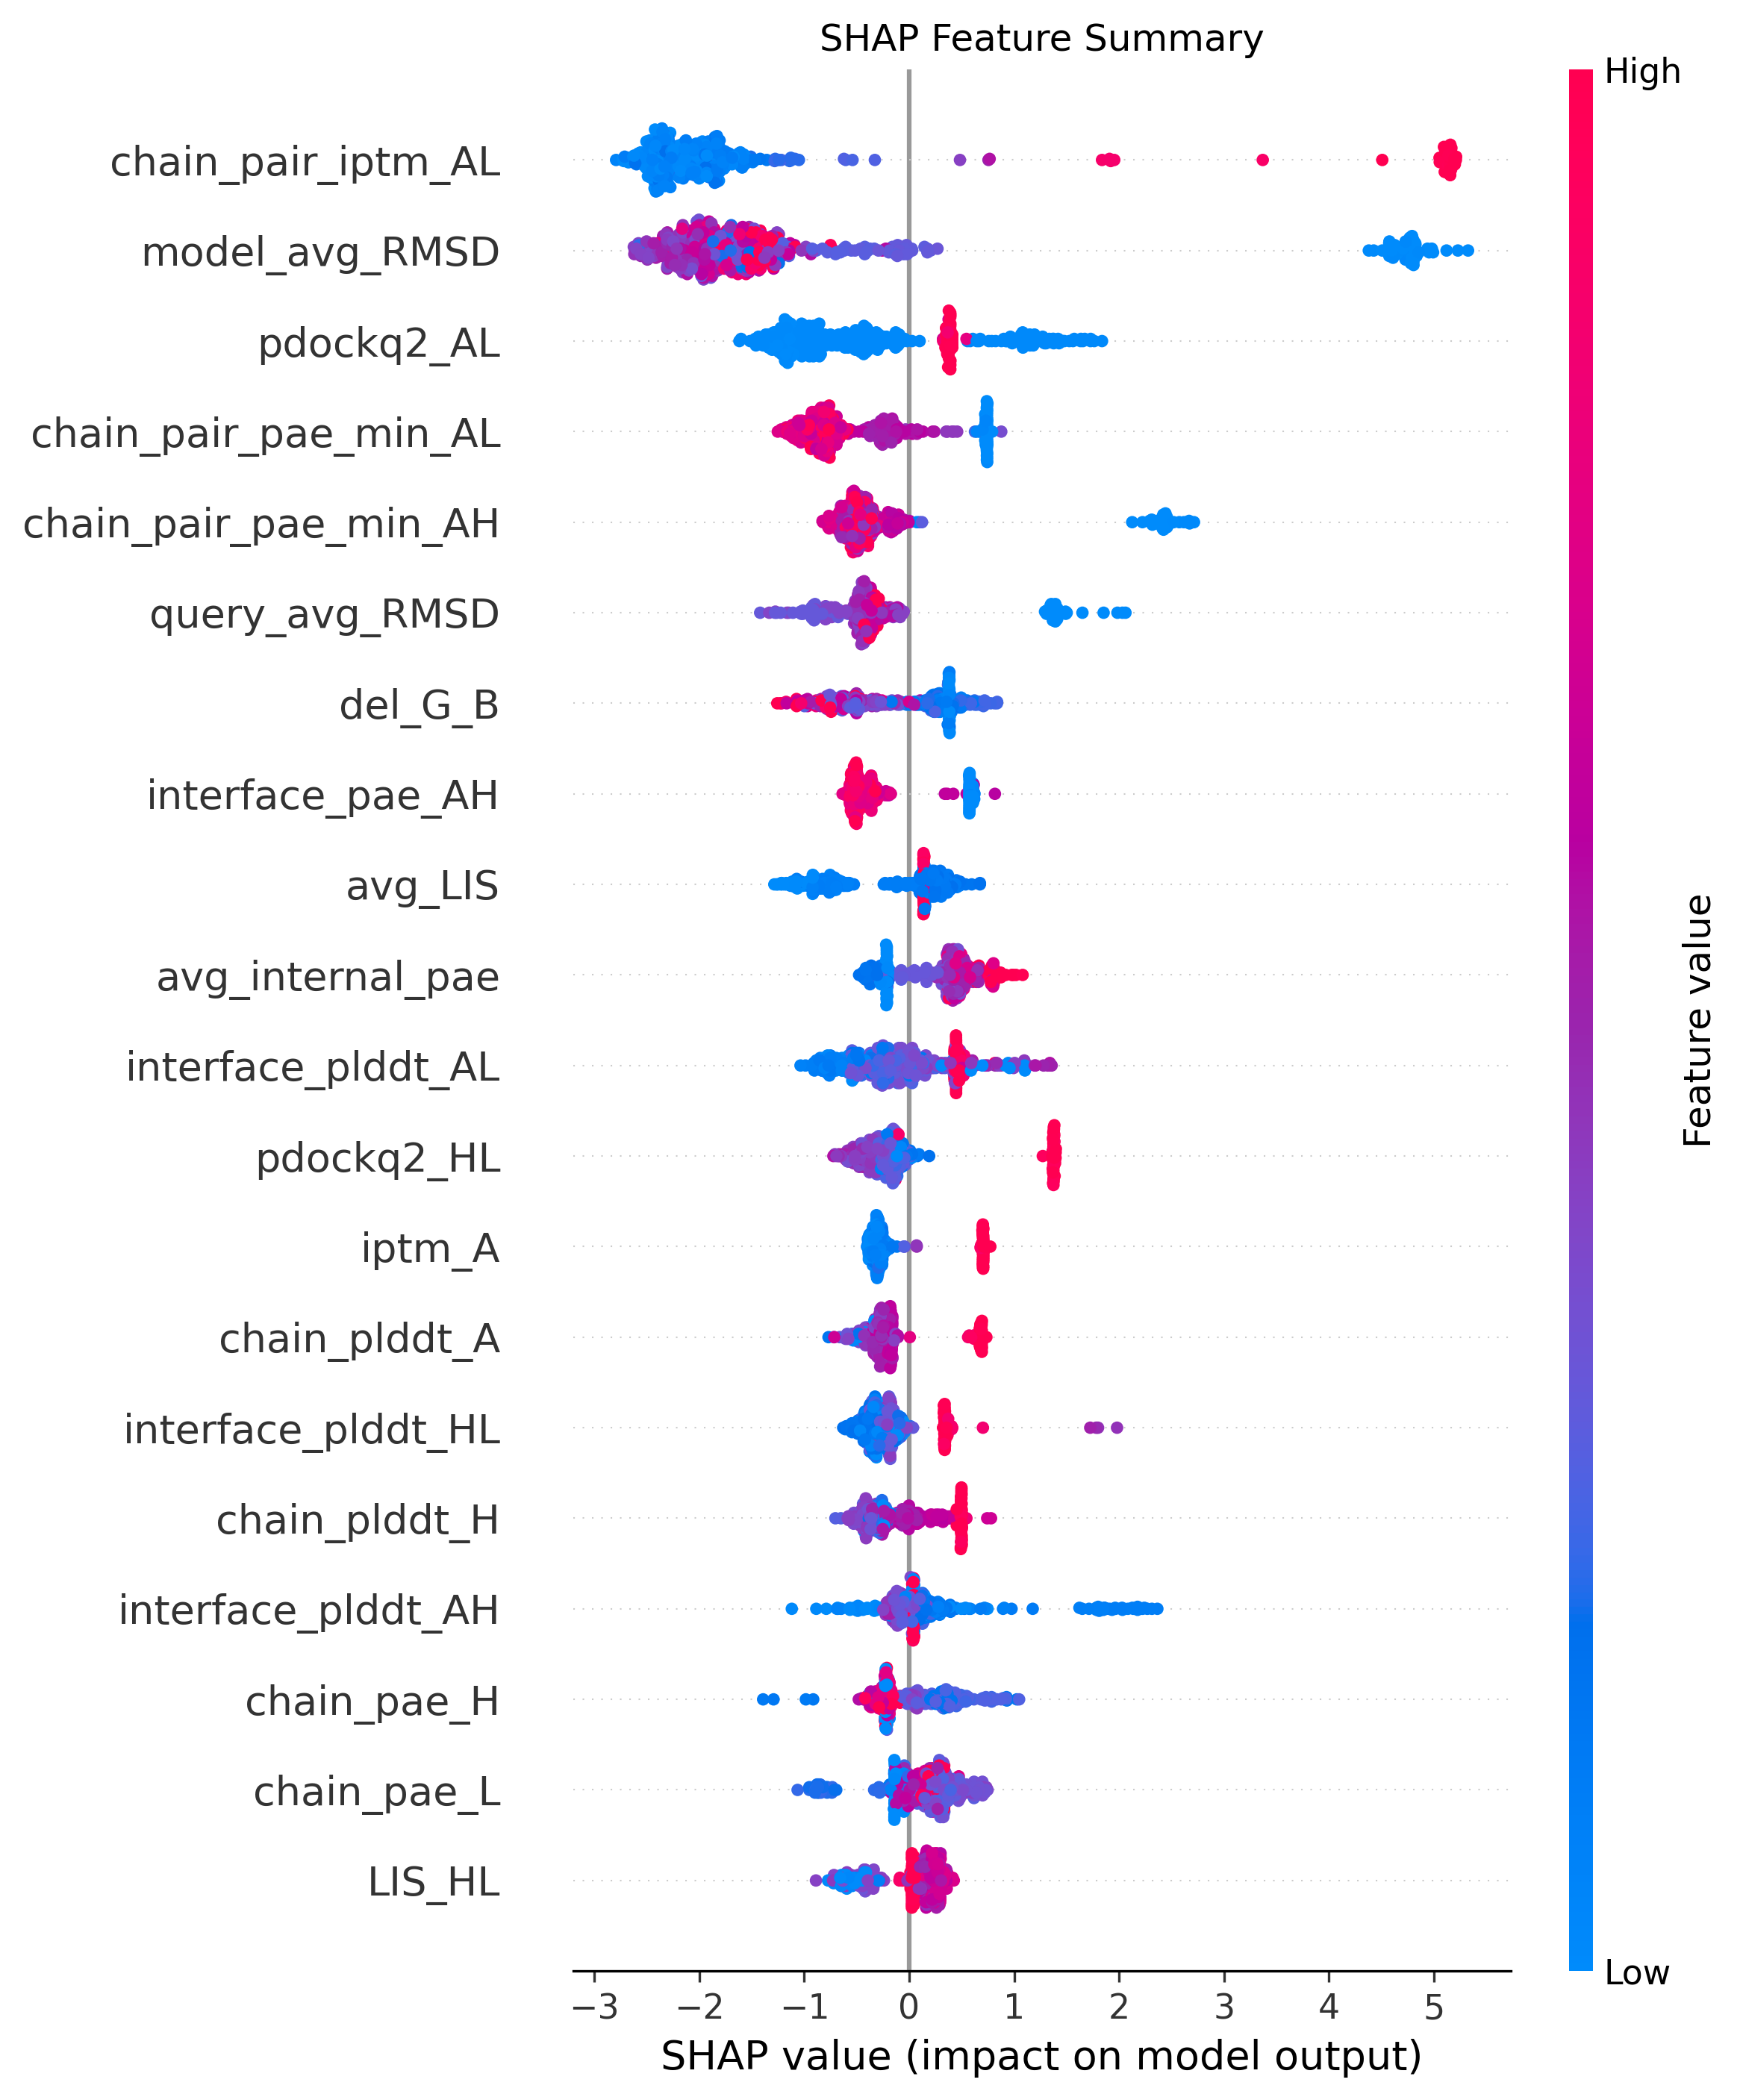 SHAP Feature Summary
High
chain_pair_iptm_AL
model_avg_RMSD
pdockq2_AL
chain_pair_pae_min_AL
chain_pair_pae_min_AH
query_avg_RMSD
del_G_B
interface_pae_AH
avg_LIS
avg_internal_pae
interface_plddt_AL
pdockq2_HL
iptm_A
chain_plddt_A
interface_plddt_HL
chain_plddt_H
interface_plddt_AH
chain_pae_H
chain_pae_L
LIS_HL
Feature value
Low
−3 −2 −1 0 1 2 3 4 5
SHAP value (impact on model output)